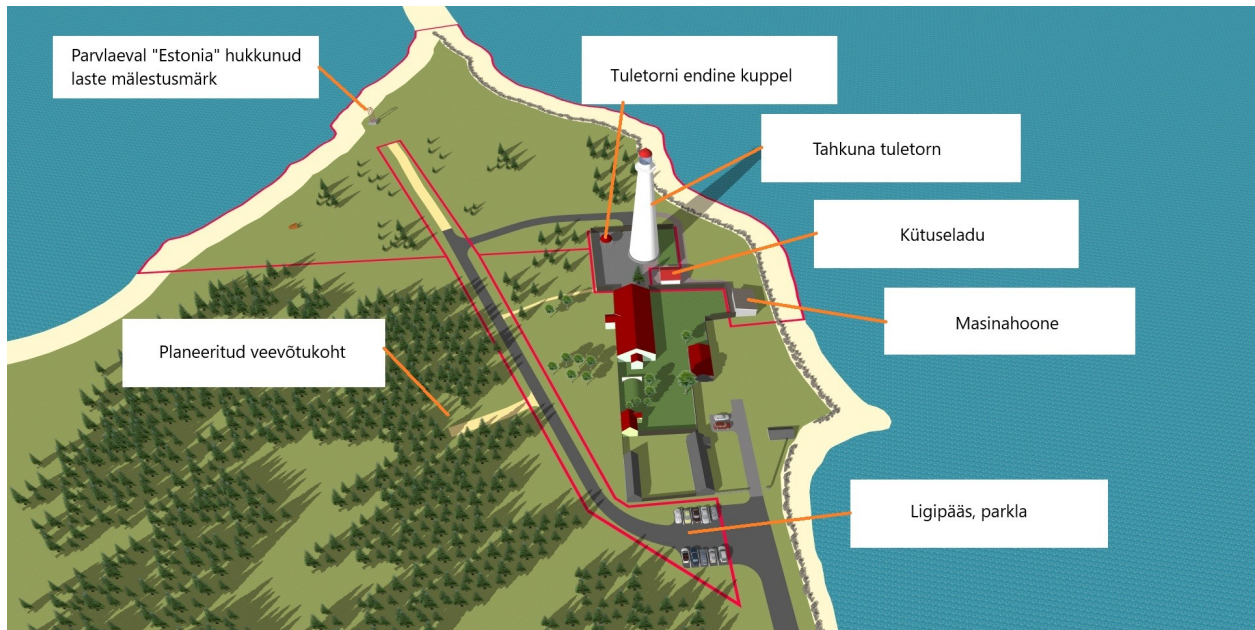 Parvlaeval "Estonia" hukkunud
laste mälestusmärk
Tuletorni endine kuppel
Tahkuna tuletorn
Kütuseladu
Masinahoone
Planeeritud veevõtukoht
Ligipääs, parkla